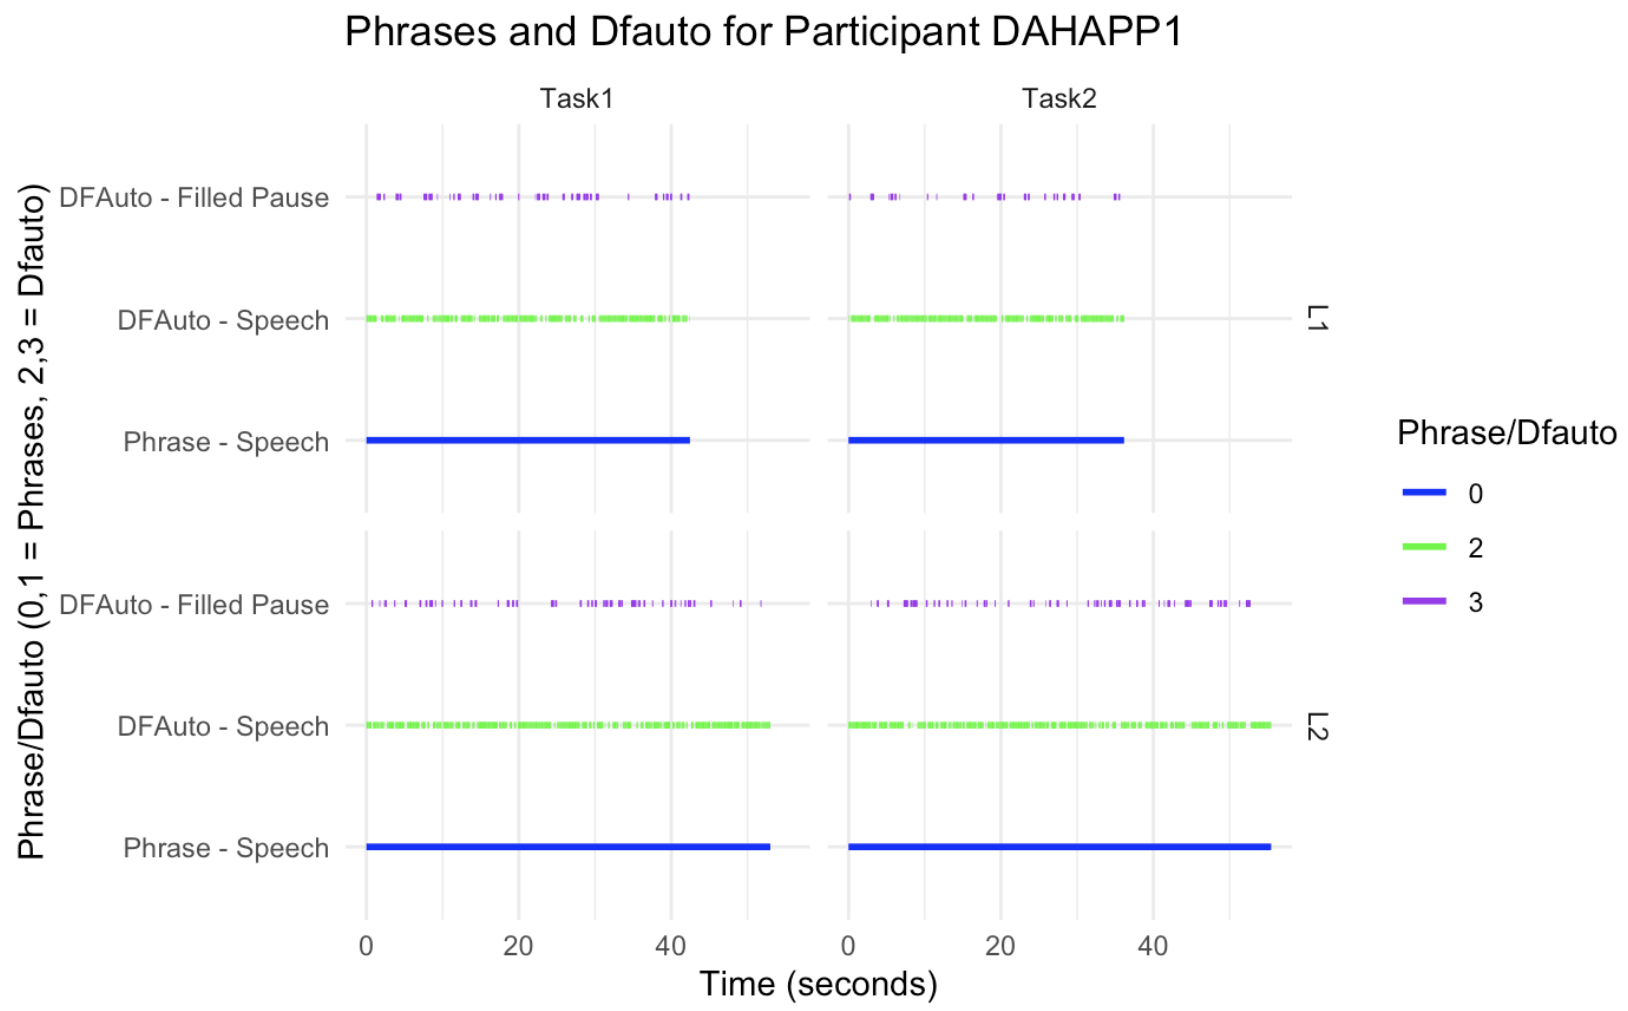 Phrases and Dfauto for Participant DAHAPP1
Task1
Task2
Phrase/Dfauto (0,1 = Phrases, 2,3 = Dfauto)
DFAuto - Filled Pause
DFAuto - Speech
Phrase - Speech
L1
DFAuto - Filled Pause
DFAuto - Speech
Phrase - Speech
L2
0 20 40
0 20 40
Time (seconds)
Phrase/Dfauto
0
2
3